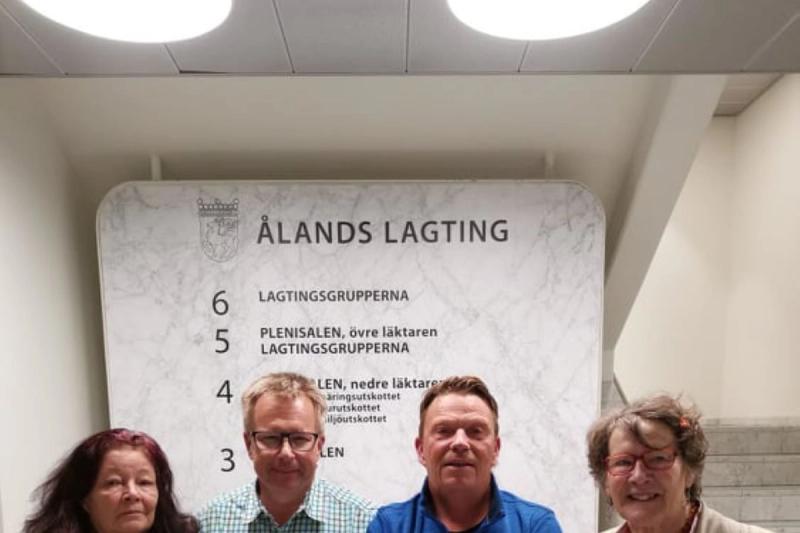 ÅLANDS LAGTING
6 LAGTINGSGRUPPERNA
5 PLENISALEN, övre läktaren
LAGTINGSGRUPPERNA
4 nedre läktaren
3